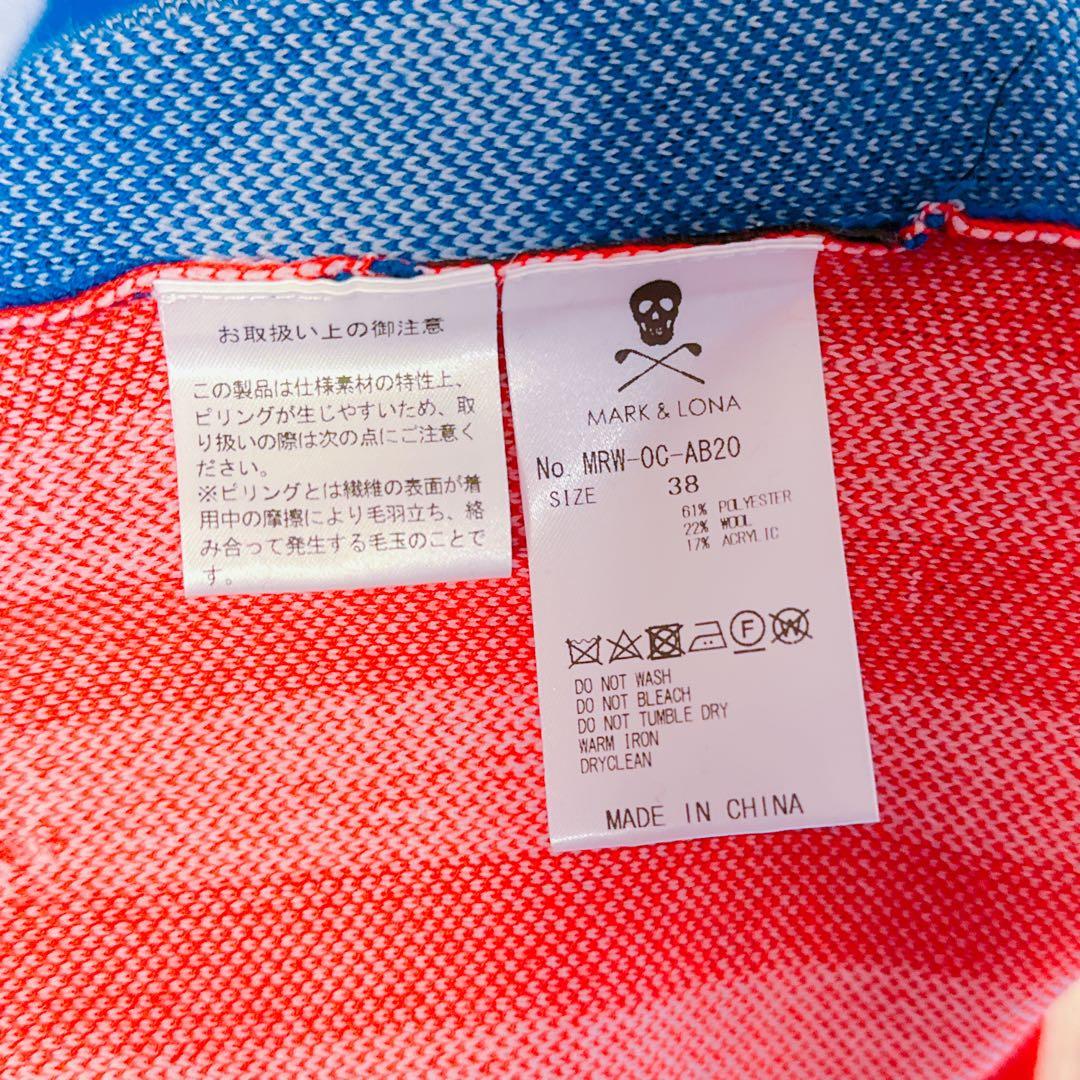 お取扱い上の御注意
この製品は仕様素材の特性上、
ピリングが生じやすいため、取
り扱いの際は次の点にご注意く
ださい。
※ピリングとは繊維の表面が着
用中の摩擦により毛羽立ち、絡
み合って発生する毛玉のことで
す。
MARK & LONA
No MRW-OC-AB20
SIZE 38
61% POLYESTER
22% WOOL
17% ACRYLIC
F W
DO NOT WASH
DO NOT BLEACH
DO NOT TUMBLE DRY
WARM IRON
DRYCLEAN
MADE IN CHINA